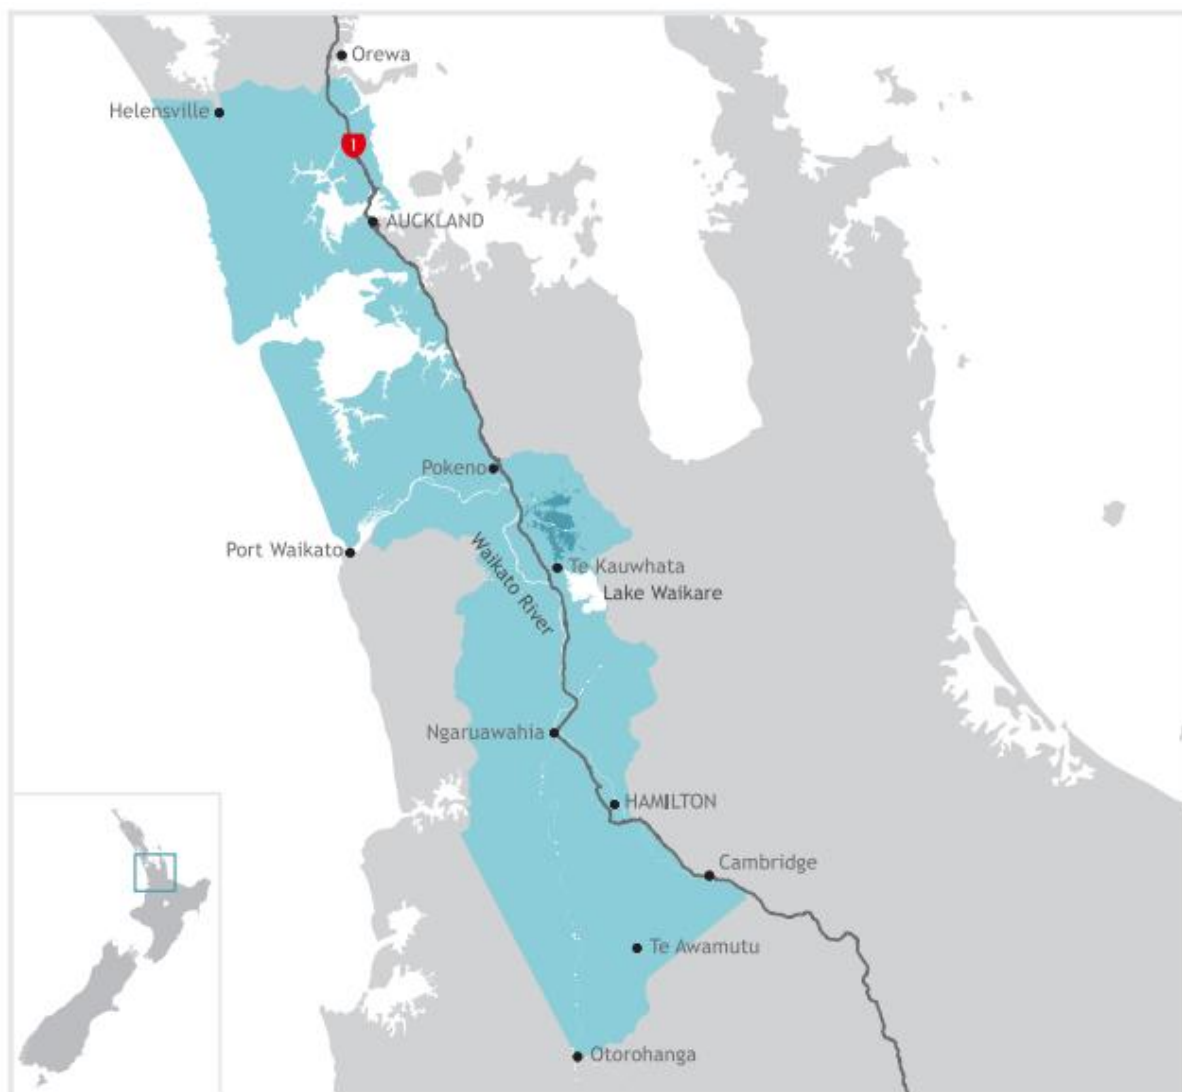 Orewa
Helensville
1
AUCKLAND
Pokeno
Port Waikato
Waikato River
Te Kauwhata
Lake Waikare
Ngaruawahia
HAMILTON
Cambridge
Te Awamutu
Otorohanga